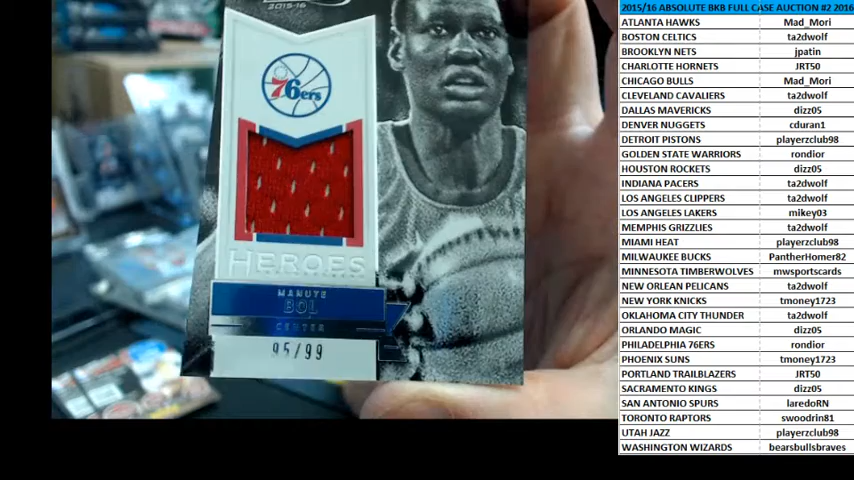 2015-16
76ers
HEROES
MANUTE
BOL
CENTER
95/99
2015/16 ABSOLUTE BKB FULL CASE AUCTION #2 2016
ATLANTA HAWKS Mad_Mori
BOSTON CELTICS ta2dwolf
BROOKLYN NETS jpatin
CHARLOTTE HORNETS JRT50
CHICAGO BULLS Mad_Mori
CLEVELAND CAVALIERS ta2dwolf
DALLAS MAVERICKS dizz05
DENVER NUGGETS cduran1
DETROIT PISTONS playerzclub98
GOLDEN STATE WARRIORS rondior
HOUSTON ROCKETS dizz05
INDIANA PACERS ta2dwolf
LOS ANGELES CLIPPERS ta2dwolf
LOS ANGELES LAKERS mikey03
MEMPHIS GRIZZLIES ta2dwolf
MIAMI HEAT playerzclub98
MILWAUKEE BUCKS PantherHomer82
MINNESOTA TIMBERWOLVES mwsportscards
NEW ORLEAN PELICANS ta2dwolf
NEW YORK KNICKS tmoney1723
OKLAHOMA CITY THUNDER ta2dwolf
ORLANDO MAGIC dizz05
PHILADELPHIA 76ERS rondior
PHOENIX SUNS tmoney1723
PORTLAND TRAILBLAZERS JRT50
SACRAMENTO KINGS dizz05
SAN ANTONIO SPURS laredoRN
TORONTO RAPTORS swoodrin81
UTAH JAZZ playerzclub98
WASHINGTON WIZARDS bearsbullsbraves